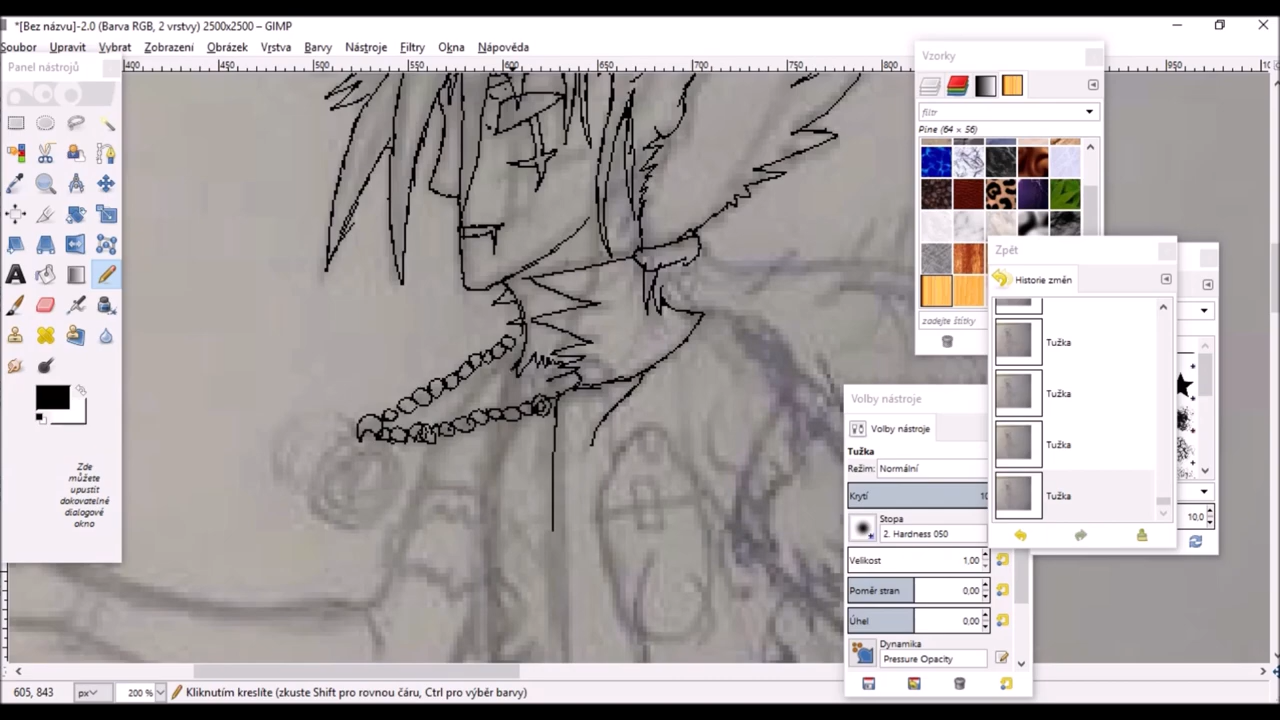 *[Bez názvu]-2.0 (Barva RGB, 2 vrstvy) 2500x2500 – GIMP
Soubor Upravit Vybrat Zobrazení Obrázek Vrstva Barvy Nástroje Filtry Okna Nápověda
Panel nástrojů
400 450 500 550 600 650 700 750 800 950
Vzorky
filtr
Pine (64 × 56)
zadejte štítky
Zpět
Historie změn
Tužka
Tužka
Tužka
Tužka
10,0
Zde
můžete
upustit
dokovatelné
dialogové
okno
Volby nástroje
Volby nástroje
Tužka
Režim: Normální
Krytí
Stopa
2. Hardness 050
Velikost 1,00
Poměr stran 0,00
Úhel 0,00
Dynamika
Pressure Opacity
605, 843 px 200 % Kliknutím kreslíte (zkuste Shift pro rovnou čáru, Ctrl pro výběr barvy)